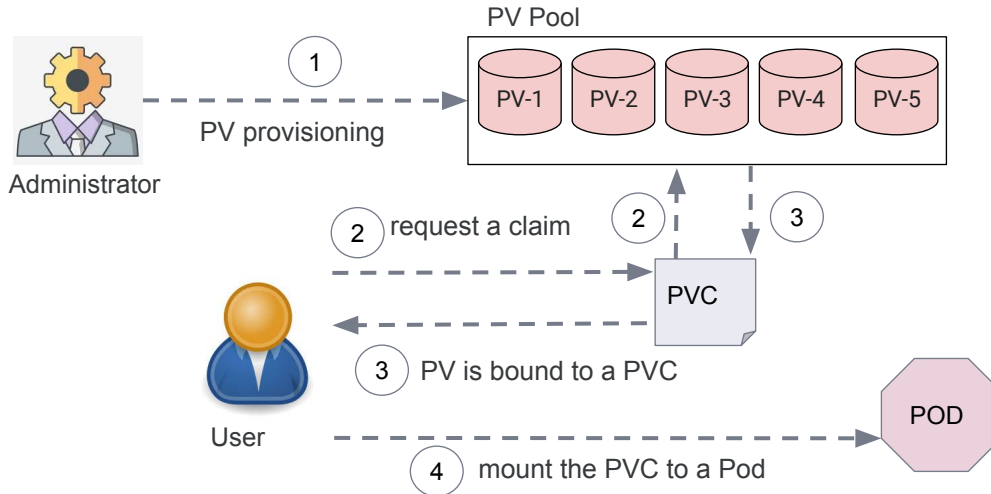 PV Pool
1
PV-1 PV-2 PV-3 PV-4 PV-5
PV provisioning
Administrator
2 request a claim
2
3
PVC
3 PV is bound to a PVC
User
POD
4 mount the PVC to a Pod